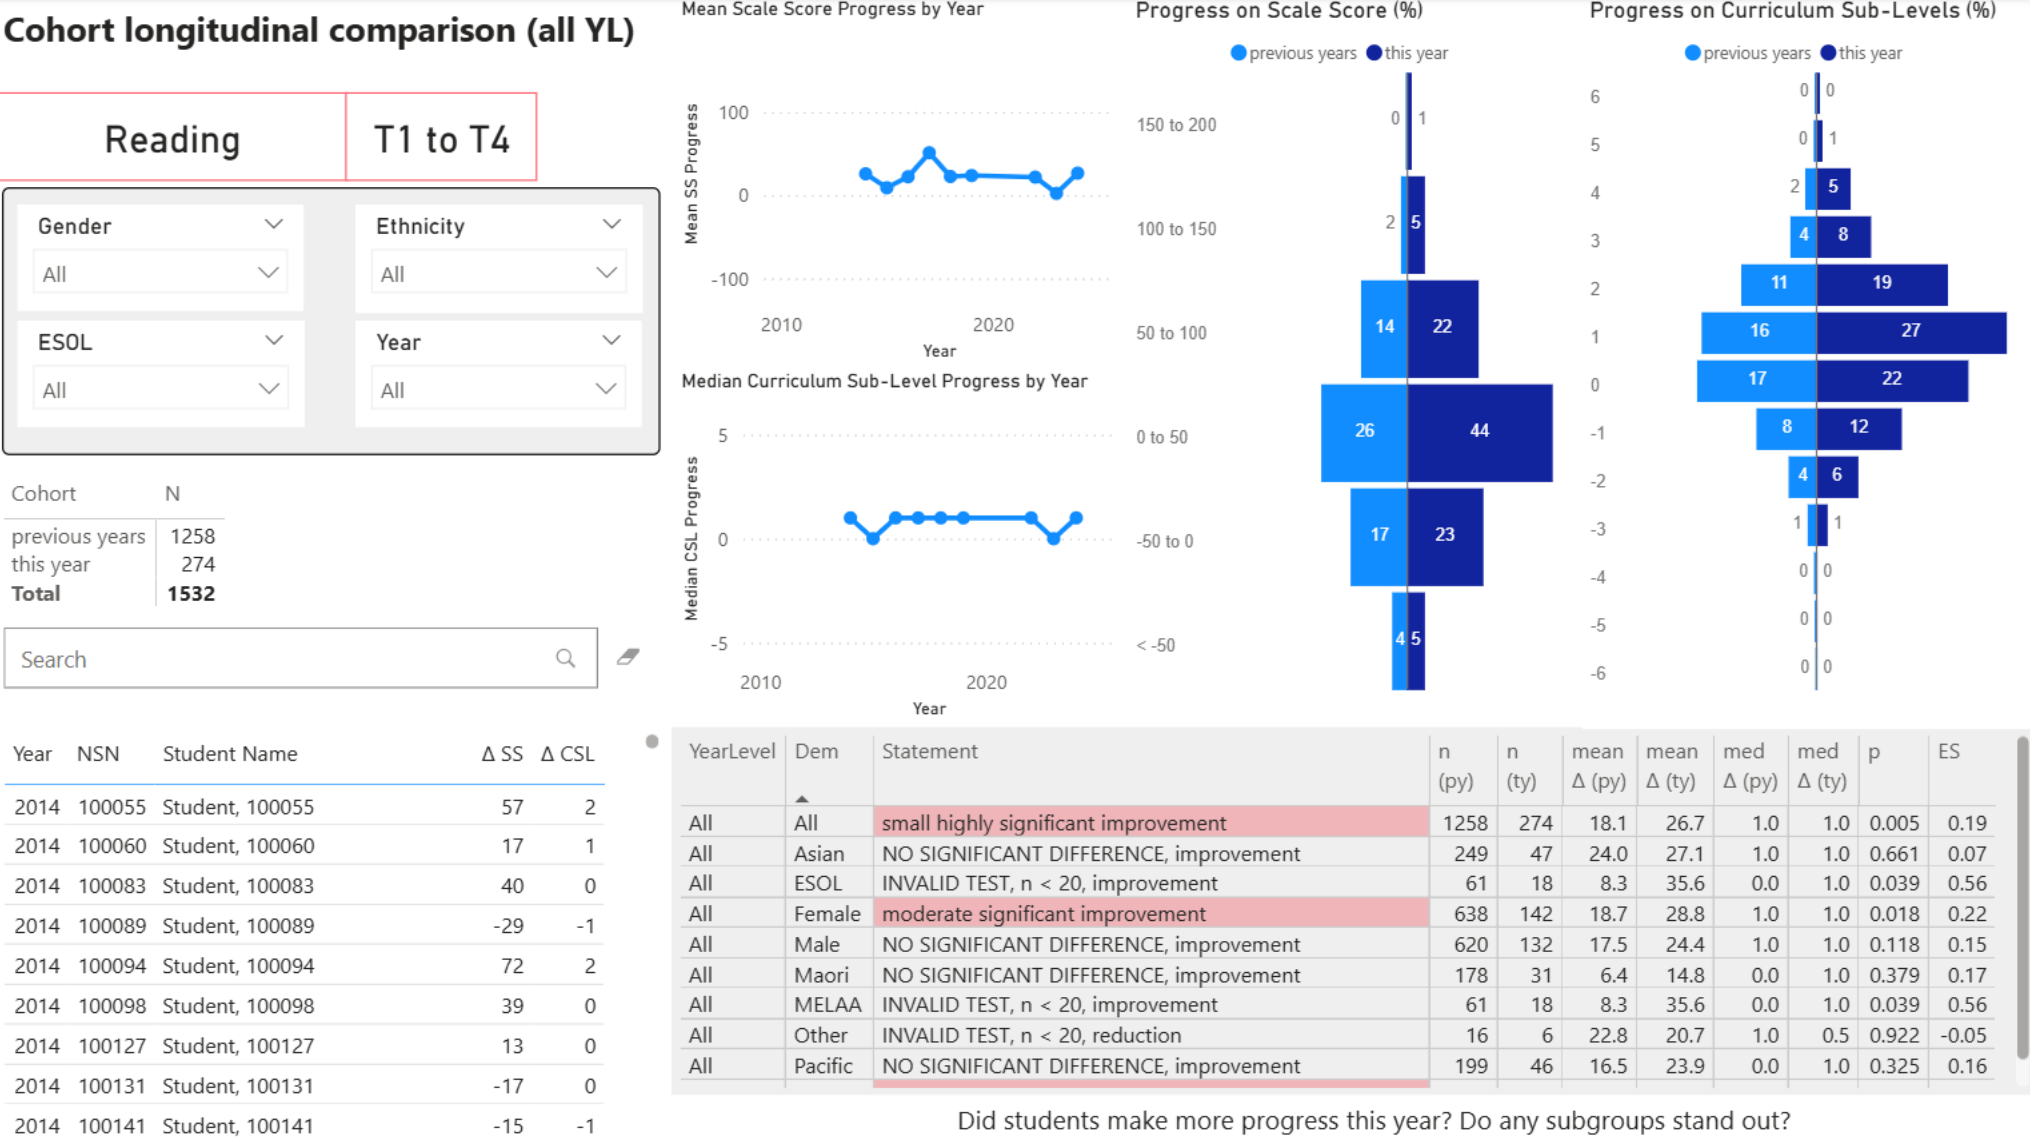 Cohort longitudinal comparison (all YL)
Reading
T1 to T4
Gender
All
Ethnicity
All
ESOL
All
Year
All
Cohort N
previous years 1258
this year 274
Total 1532
Search
Year NSN Student Name Δ SS Δ CSL
2014 100055 Student, 100055 57 2
2014 100060 Student, 100060 17 1
2014 100083 Student, 100083 40 0
2014 100089 Student, 100089 -29 -1
2014 100094 Student, 100094 72 2
2014 100098 Student, 100098 39 0
2014 100127 Student, 100127 13 0
2014 100131 Student, 100131 -17 0
2014 100141 Student, 100141 -15 -1
Mean Scale Score Progress by Year
Mean SS Progress
100
0
-100
2010 2020
Year
Median Curriculum Sub-Level Progress by Year
Median CSL Progress
5
0
-5
2010 2020
Year
Progress on Scale Score (%)
previous years this year
150 to 200 0 1
100 to 150 2 5
50 to 100 14 22
0 to 50 26 44
-50 to 0 17 23
< -50 4 5
Progress on Curriculum Sub-Levels (%)
previous years this year
6 0 0
5 0 1
4 2 5
3 4 8
2 11 19
1 16 27
0 17 22
-1 8 12
-2 4 6
-3 1 1
-4 0 0
-5 0 0
-6 0 0
YearLevel Dem Statement n (py) n (ty) mean Δ (py) mean Δ (ty) med Δ (py) med Δ (ty) p ES
All All small highly significant improvement 1258 274 18.1 26.7 1.0 1.0 0.005 0.19
All Asian NO SIGNIFICANT DIFFERENCE, improvement 249 47 24.0 27.1 1.0 1.0 0.661 0.07
All ESOL INVALID TEST, n < 20, improvement 61 18 8.3 35.6 0.0 1.0 0.039 0.56
All Female moderate significant improvement 638 142 18.7 28.8 1.0 1.0 0.018 0.22
All Male NO SIGNIFICANT DIFFERENCE, improvement 620 132 17.5 24.4 1.0 1.0 0.118 0.15
All Maori NO SIGNIFICANT DIFFERENCE, improvement 178 31 6.4 14.8 0.0 1.0 0.379 0.17
All MELAA INVALID TEST, n < 20, improvement 61 18 8.3 35.6 0.0 1.0 0.039 0.56
All Other INVALID TEST, n < 20, reduction 16 6 22.8 20.7 1.0 0.5 0.922 -0.05
All Pacific NO SIGNIFICANT DIFFERENCE, improvement 199 46 16.5 23.9 0.0 1.0 0.325 0.16
Did students make more progress this year? Do any subgroups stand out?